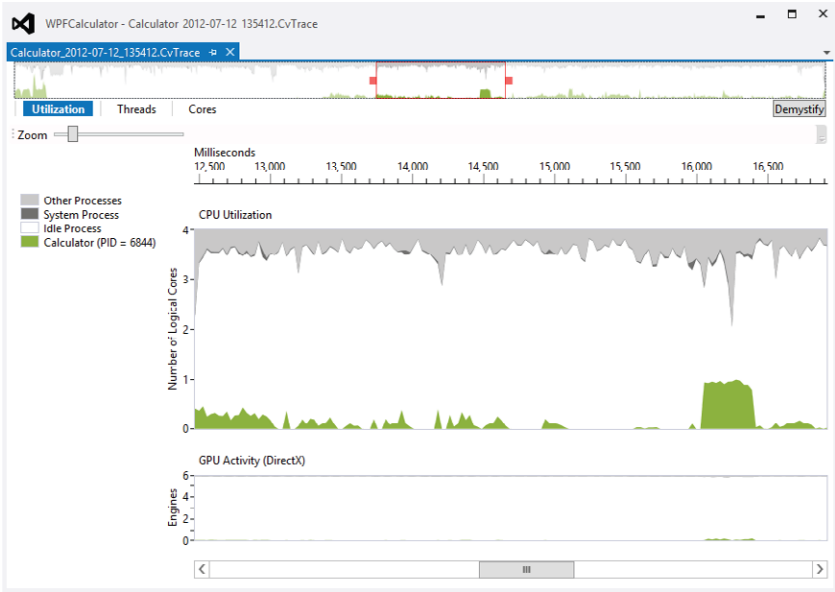 WPFCalculator - Calculator 2012-07-12 135412.CvTrace
Calculator_2012-07-12_135412.CvTrace
Utilization Threads Cores Demystify
Zoom
Milliseconds
12,500 13,000 13,500 14,000 14,500 15,000 15,500 16,000 16,500
Other Processes
System Process
Idle Process
Calculator (PID = 6844)
CPU Utilization
Number of Logical Cores
4
3
2
1
0
GPU Activity (DirectX)
Engines
6
4
2
0